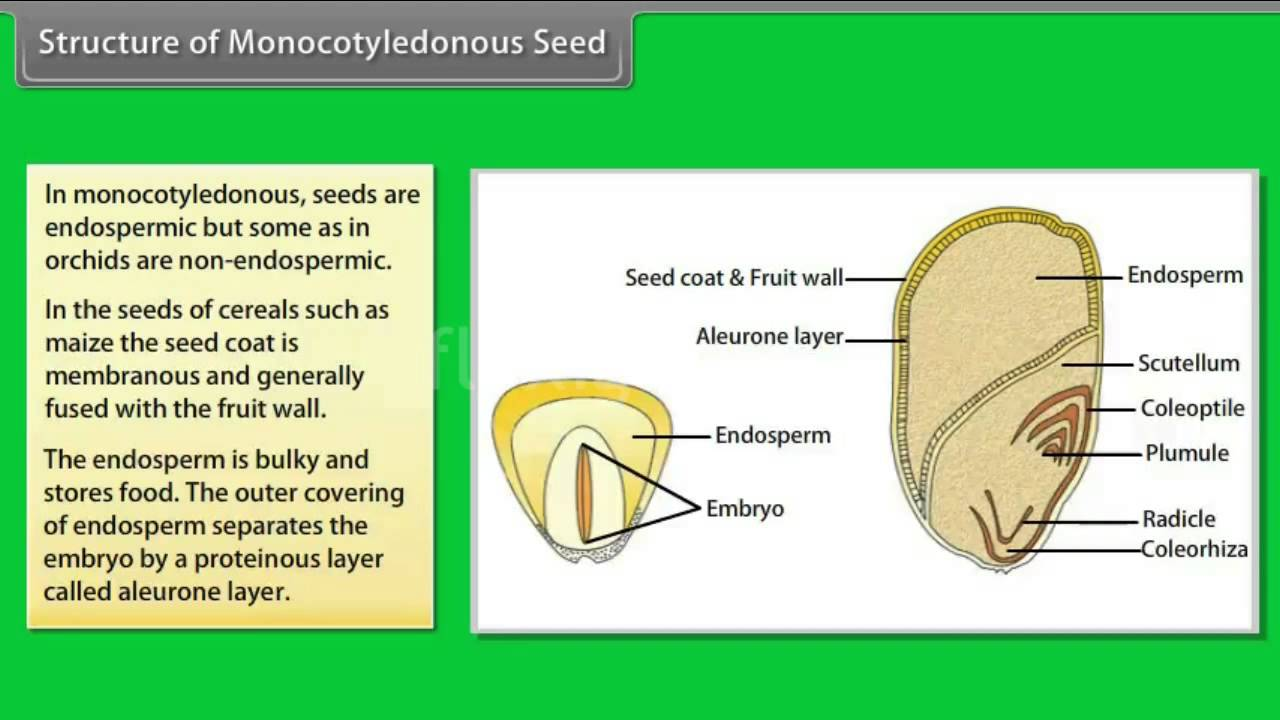 Structure of Monocotyledonous Seed
In monocotyledonous, seeds are
endospermic but some as in
orchids are non-endospermic.
In the seeds of cereals such as
maize the seed coat is
membranous and generally
fused with the fruit wall.
The endosperm is bulky and
stores food. The outer covering
of endosperm separates the
embryo by a proteinous layer
called aleurone layer.
Endosperm
Embryo
Seed coat & Fruit wall
Aleurone layer
Endosperm
Scutellum
Coleoptile
Plumule
Radicle
Coleorhiza